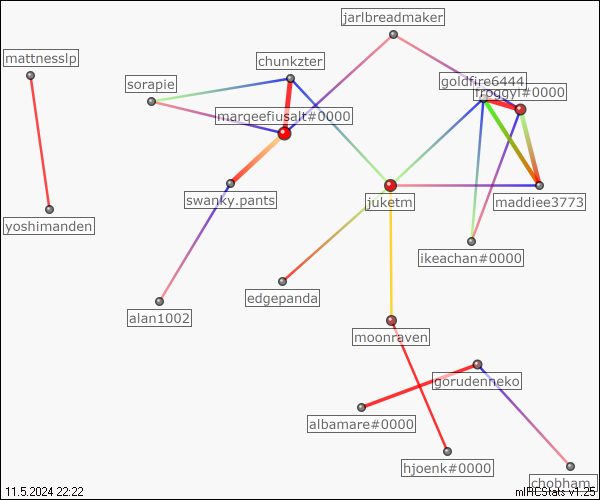 jarlbreadmaker
mattnesslp
chunkzter
sorapie
goldfire6444
froggyl#0000
marqeefiusalt#0000
swanky.pants
juketm
maddiee3773
yoshimanden
ikeachan#0000
edgepanda
alan1002
moonraven
gorudenneko
albamare#0000
hjoenk#0000
chobham_
11.5.2024 22:22
mIRCStats v1.25